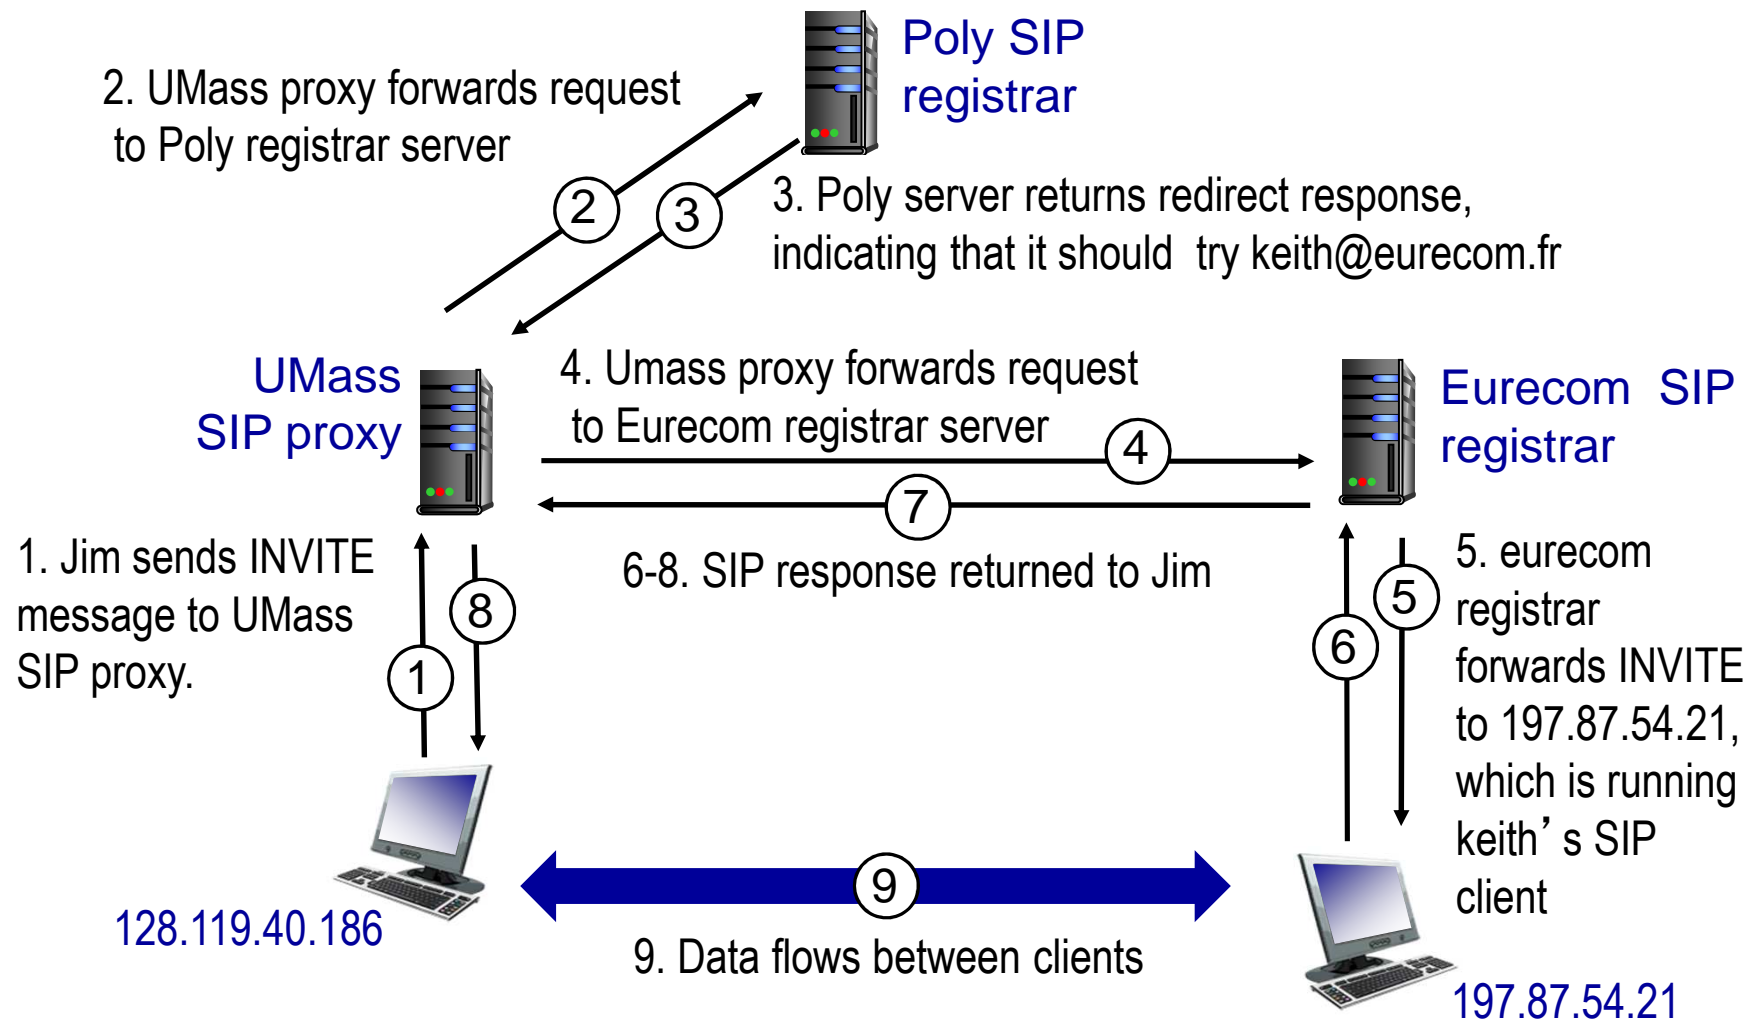 Poly SIP
registrar
2. UMass proxy forwards request
to Poly registrar server
2
3
3. Poly server returns redirect response,
indicating that it should try keith@eurecom.fr
UMass
SIP proxy
4. Umass proxy forwards request
to Eurecom registrar server
4
Eurecom SIP
registrar
7
1. Jim sends INVITE
message to UMass
SIP proxy.
8
1
6-8. SIP response returned to Jim
5
6
5. eurecom
registrar
forwards INVITE
to 197.87.54.21,
which is running
keith’s SIP
client
9
128.119.40.186
9. Data flows between clients
197.87.54.21